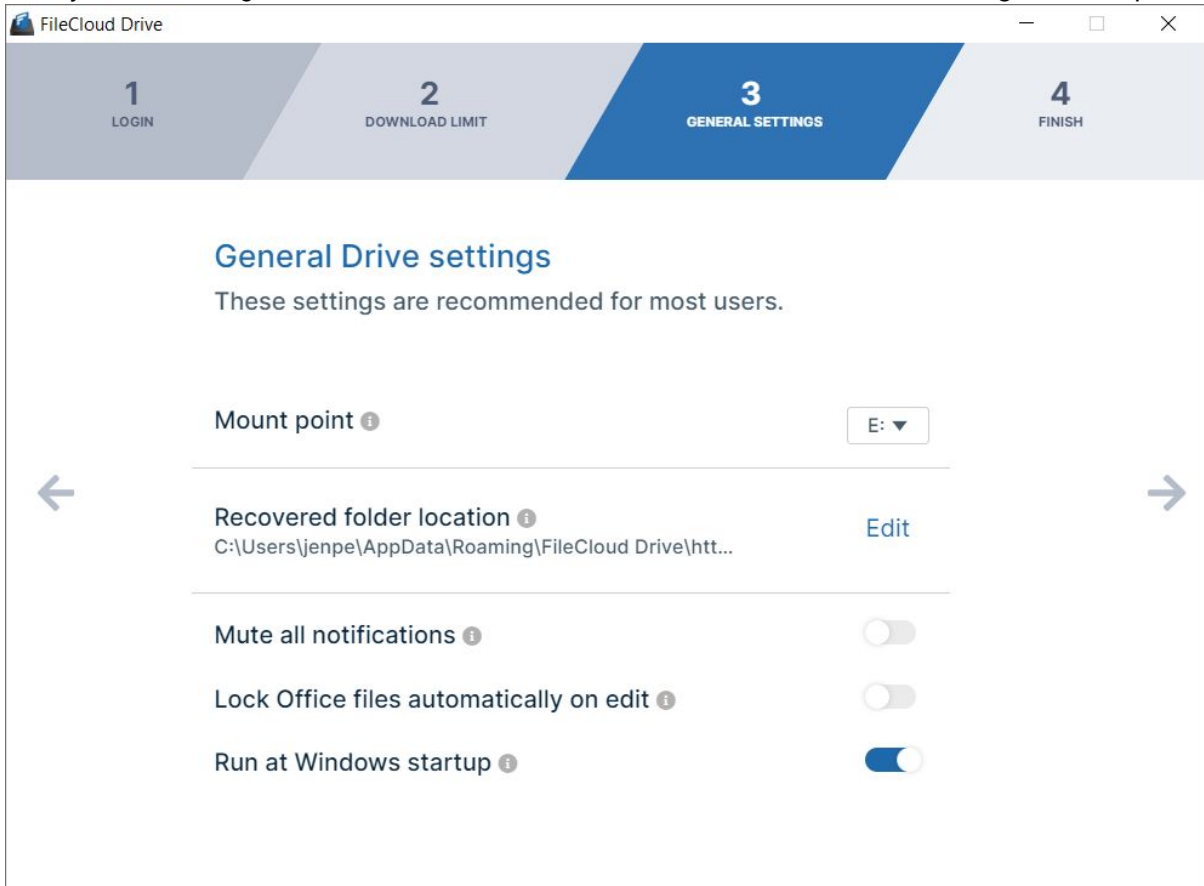 FileCloud Drive
1
LOGIN
2
DOWNLOAD LIMIT
3
GENERAL SETTINGS
4
FINISH
General Drive settings
These settings are recommended for most users.
Mount point
E:
Recovered folder location
C:\Users\jenpe\AppData\Roaming\FileCloud Drive\htt...
Edit
Mute all notifications
Lock Office files automatically on edit
Run at Windows startup